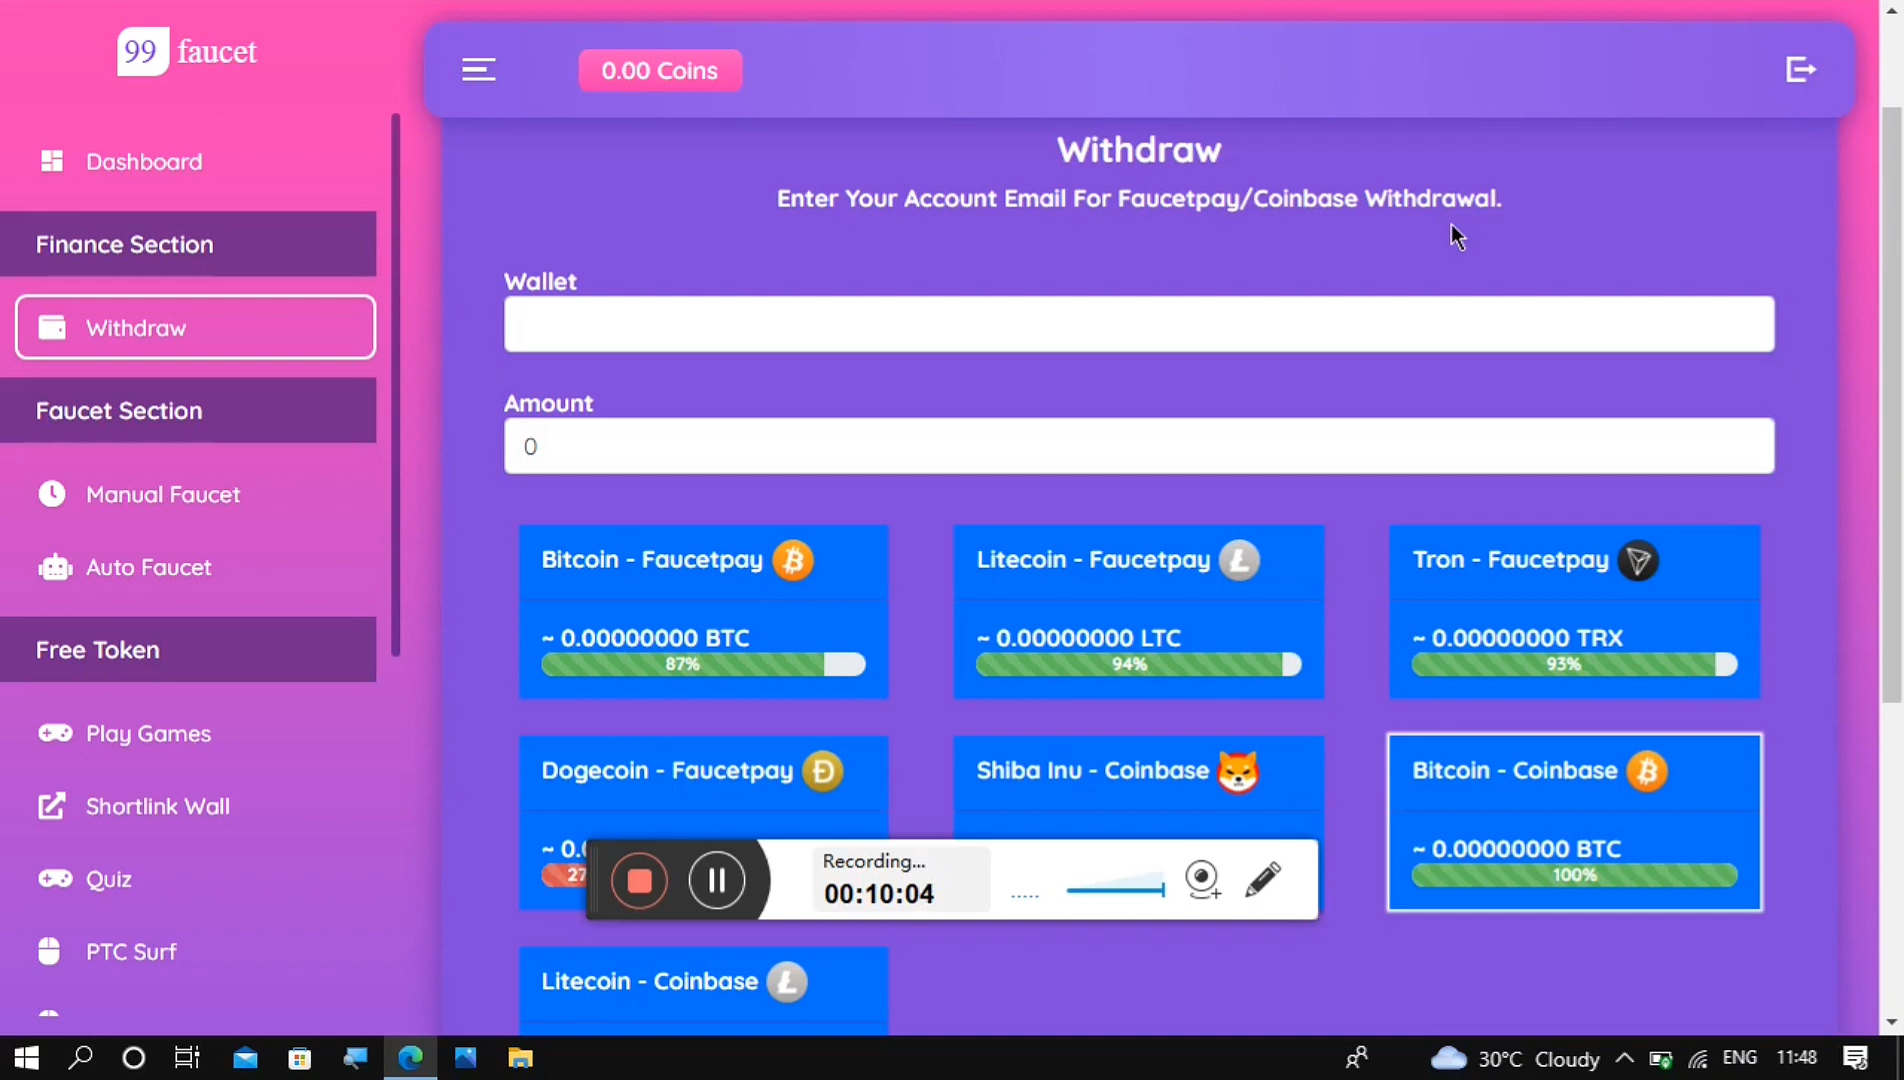 99 faucet
Dashboard
Finance Section
Withdraw
Faucet Section
Manual Faucet
Auto Faucet
Free Token
Play Games
Shortlink Wall
Quiz
PTC Surf
0.00 Coins
Withdraw
Enter Your Account Email For Faucetpay/Coinbase Withdrawal.
Wallet
Amount
0
Bitcoin - Faucetpay
~ 0.00000000 BTC
87%
Litecoin - Faucetpay
~ 0.00000000 LTC
94%
Tron - Faucetpay
~ 0.00000000 TRX
93%
Dogecoin - Faucetpay
~ 0.0
27
Shiba Inu - Coinbase
Bitcoin - Coinbase
~ 0.00000000 BTC
100%
Recording...
00:10:04
Litecoin - Coinbase
30°C Cloudy
ENG
11:48